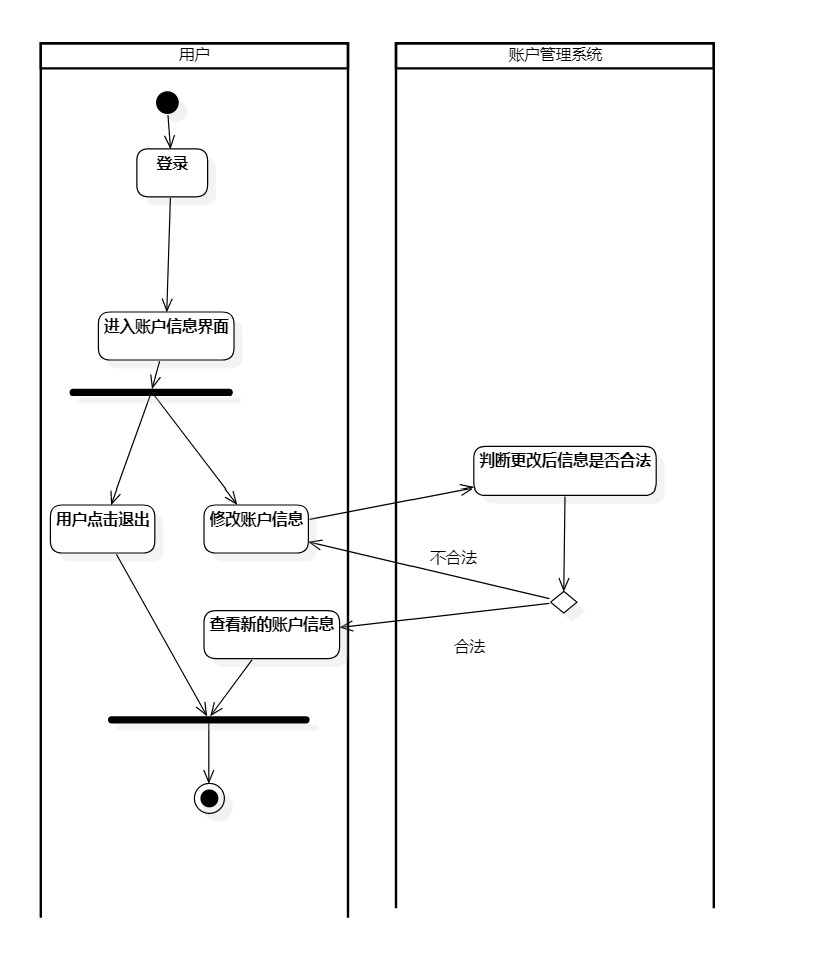 用户
账户管理系统
登录
进入账户信息界面
判断更改后信息是否合法
用户点击退出
修改账户信息
不合法
查看新的账户信息
合法